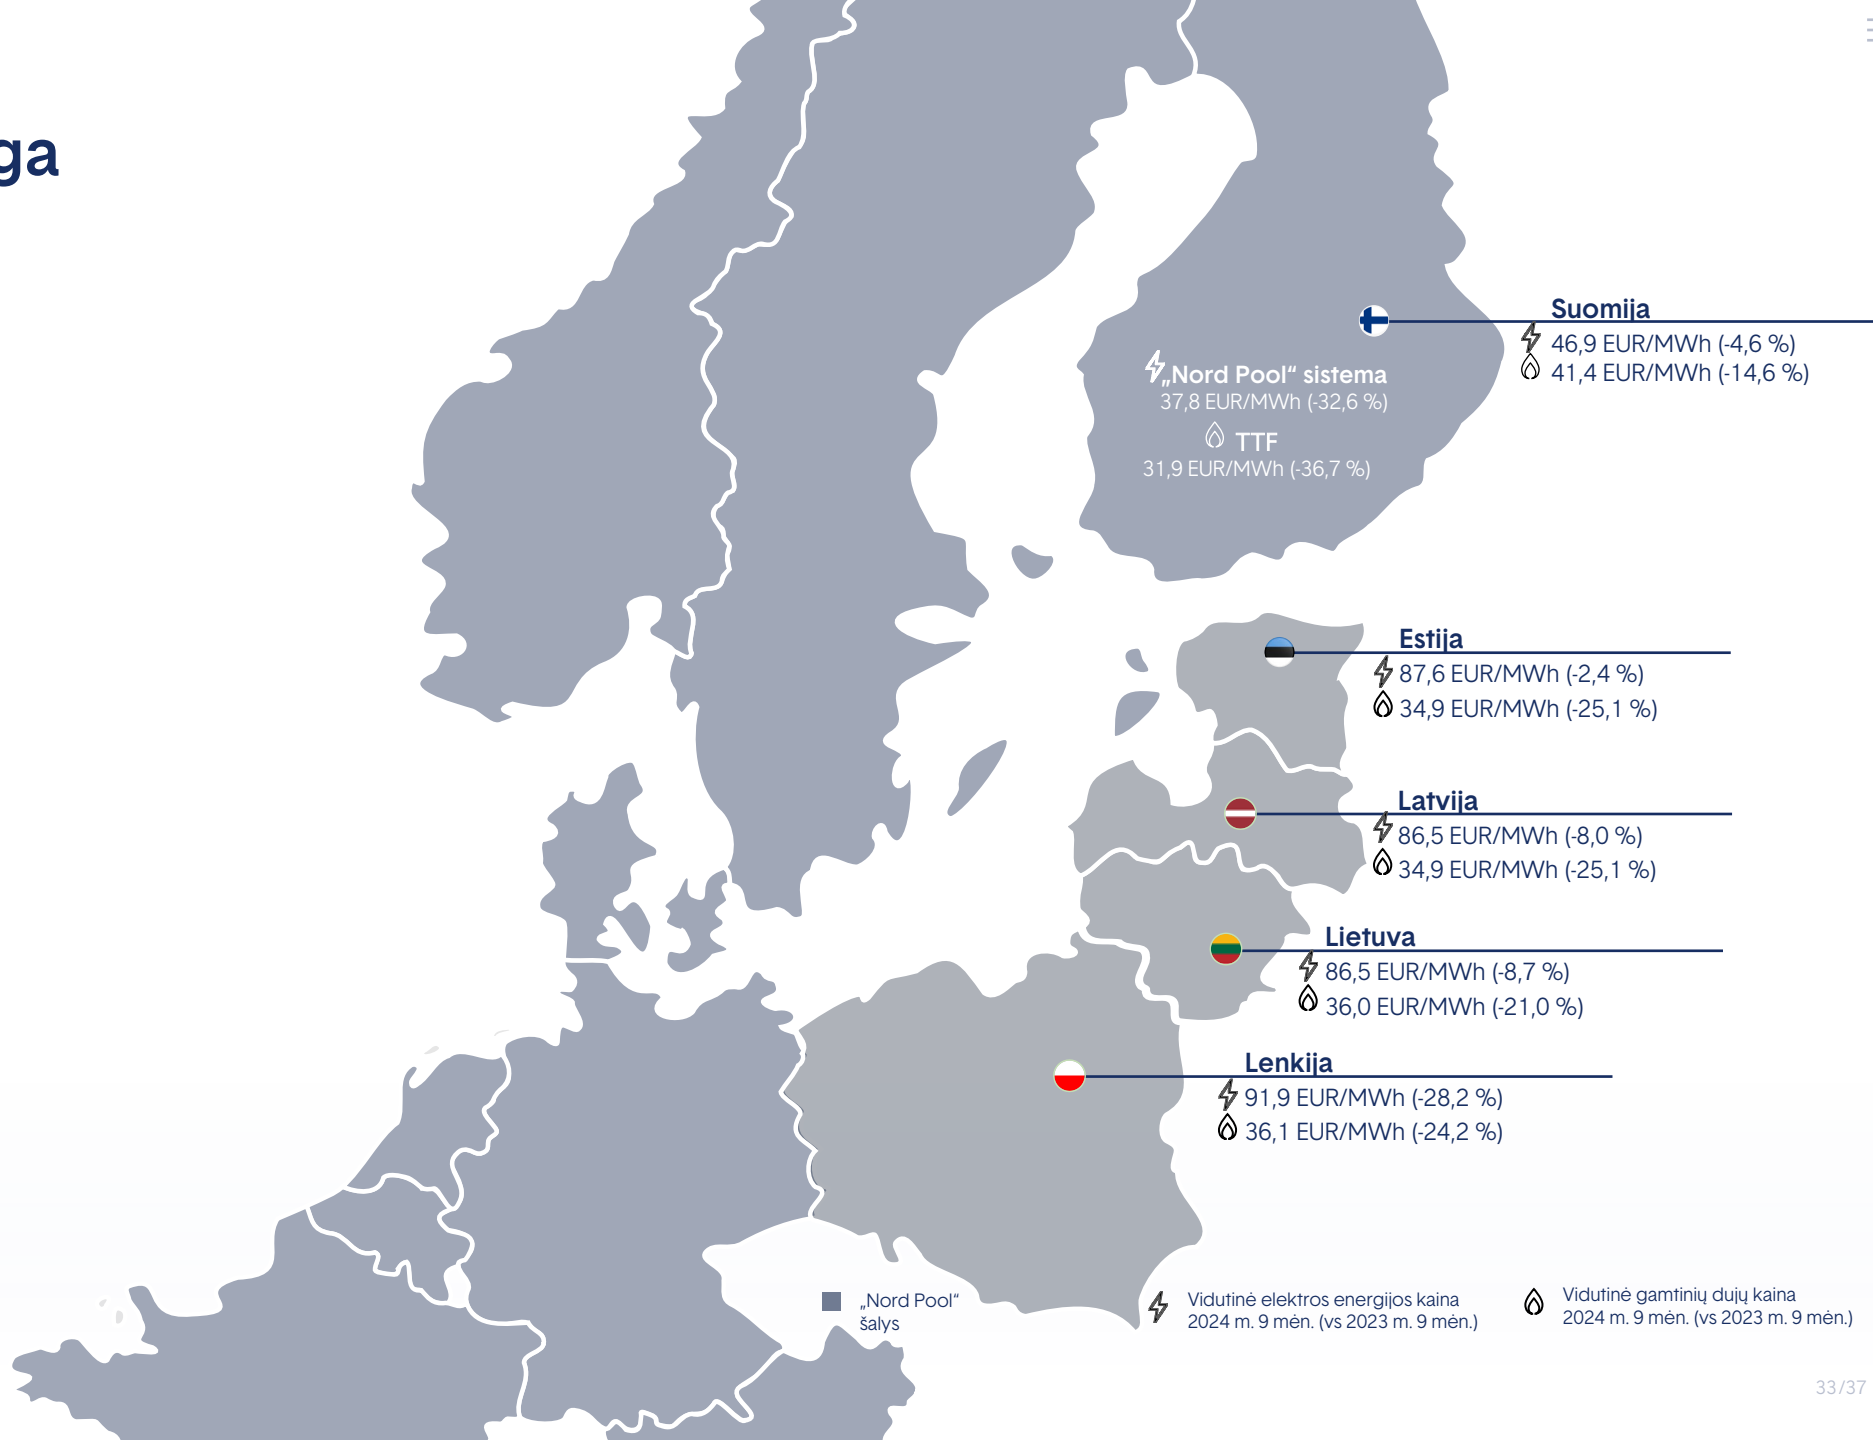 ga
Suomija
46,9 EUR/MWh (-4,6 %)
41,4 EUR/MWh (-14,6 %)
„Nord Pool“ sistema
37,8 EUR/MWh (-32,6 %)
TTF
31,9 EUR/MWh (-36,7 %)
Estija
87,6 EUR/MWh (-2,4 %)
34,9 EUR/MWh (-25,1 %)
Latvija
86,5 EUR/MWh (-8,0 %)
34,9 EUR/MWh (-25,1 %)
Lietuva
86,5 EUR/MWh (-8,7 %)
36,0 EUR/MWh (-21,0 %)
Lenkija
91,9 EUR/MWh (-28,2 %)
36,1 EUR/MWh (-24,2 %)
„Nord Pool“
šalys
Vidutinė elektros energijos kaina
2024 m. 9 mėn. (vs 2023 m. 9 mėn.)
Vidutinė gamtinių dujų kaina
2024 m. 9 mėn. (vs 2023 m. 9 mėn.)
33/37